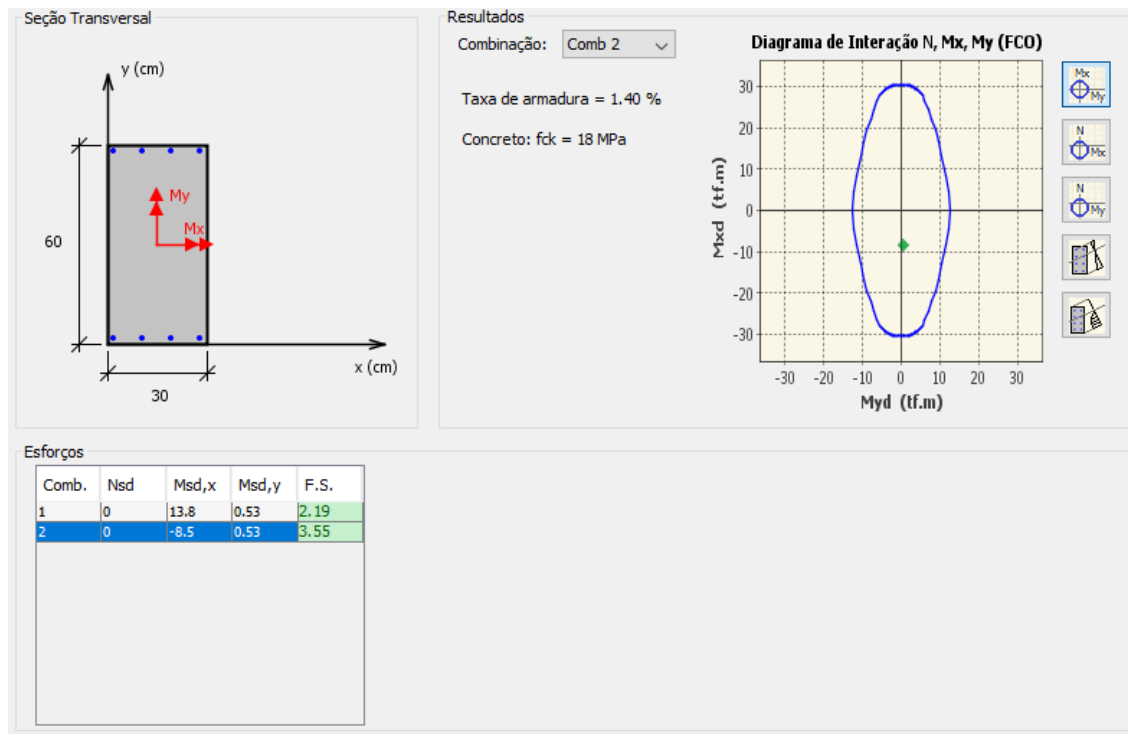 Seção Transversal
y (cm)
My
Mx
60
x (cm)
30
Resultados
Combinação: Comb 2
Taxa de armadura = 1.40 %
Concreto: fck = 18 MPa
Diagrama de Interação N, Mx, My (FCO)
Mxd (tf.m)
30
20
10
0
-10
-20
-30
-30 -20 -10 0 10 20 30
Myd (tf.m)
Mx
My
N
Mx
N
My
Esforços
Comb. Nsd Msd,x Msd,y F.S.
1 0 13.8 0.53 2.19
2 0 -8.5 0.53 3.55